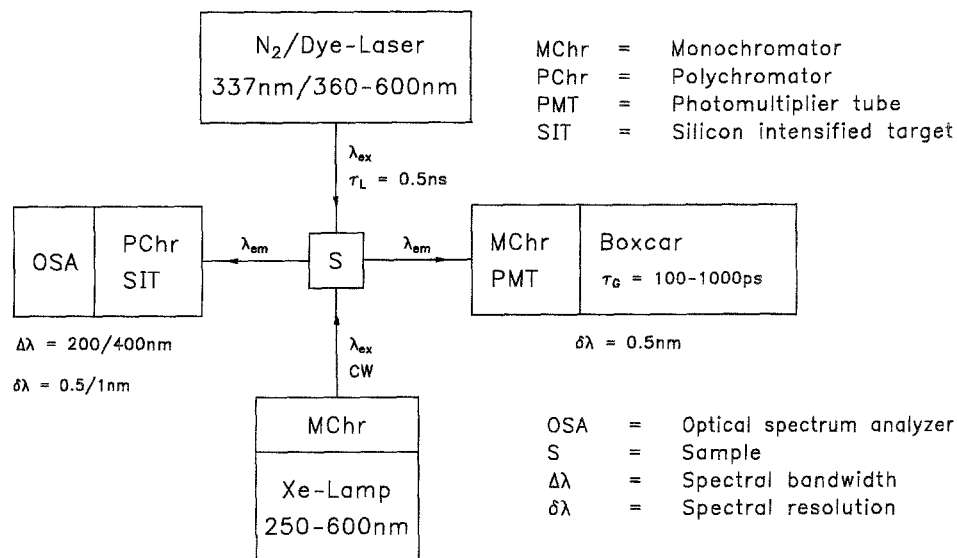 N₂/Dye-Laser
337nm/360-600nm
MChr = Monochromator
PChr = Polychromator
PMT = Photomultiplier tube
SIT = Silicon intensified target
λex
τL = 0.5ns
OSA
PChr
SIT
λem
S
λem
MChr
PMT
Boxcar
τG = 100-1000ps
Δλ = 200/400nm
δλ = 0.5/1nm
δλ = 0.5nm
λex
CW
MChr
Xe-Lamp
250-600nm
OSA = Optical spectrum analyzer
S = Sample
Δλ = Spectral bandwidth
δλ = Spectral resolution